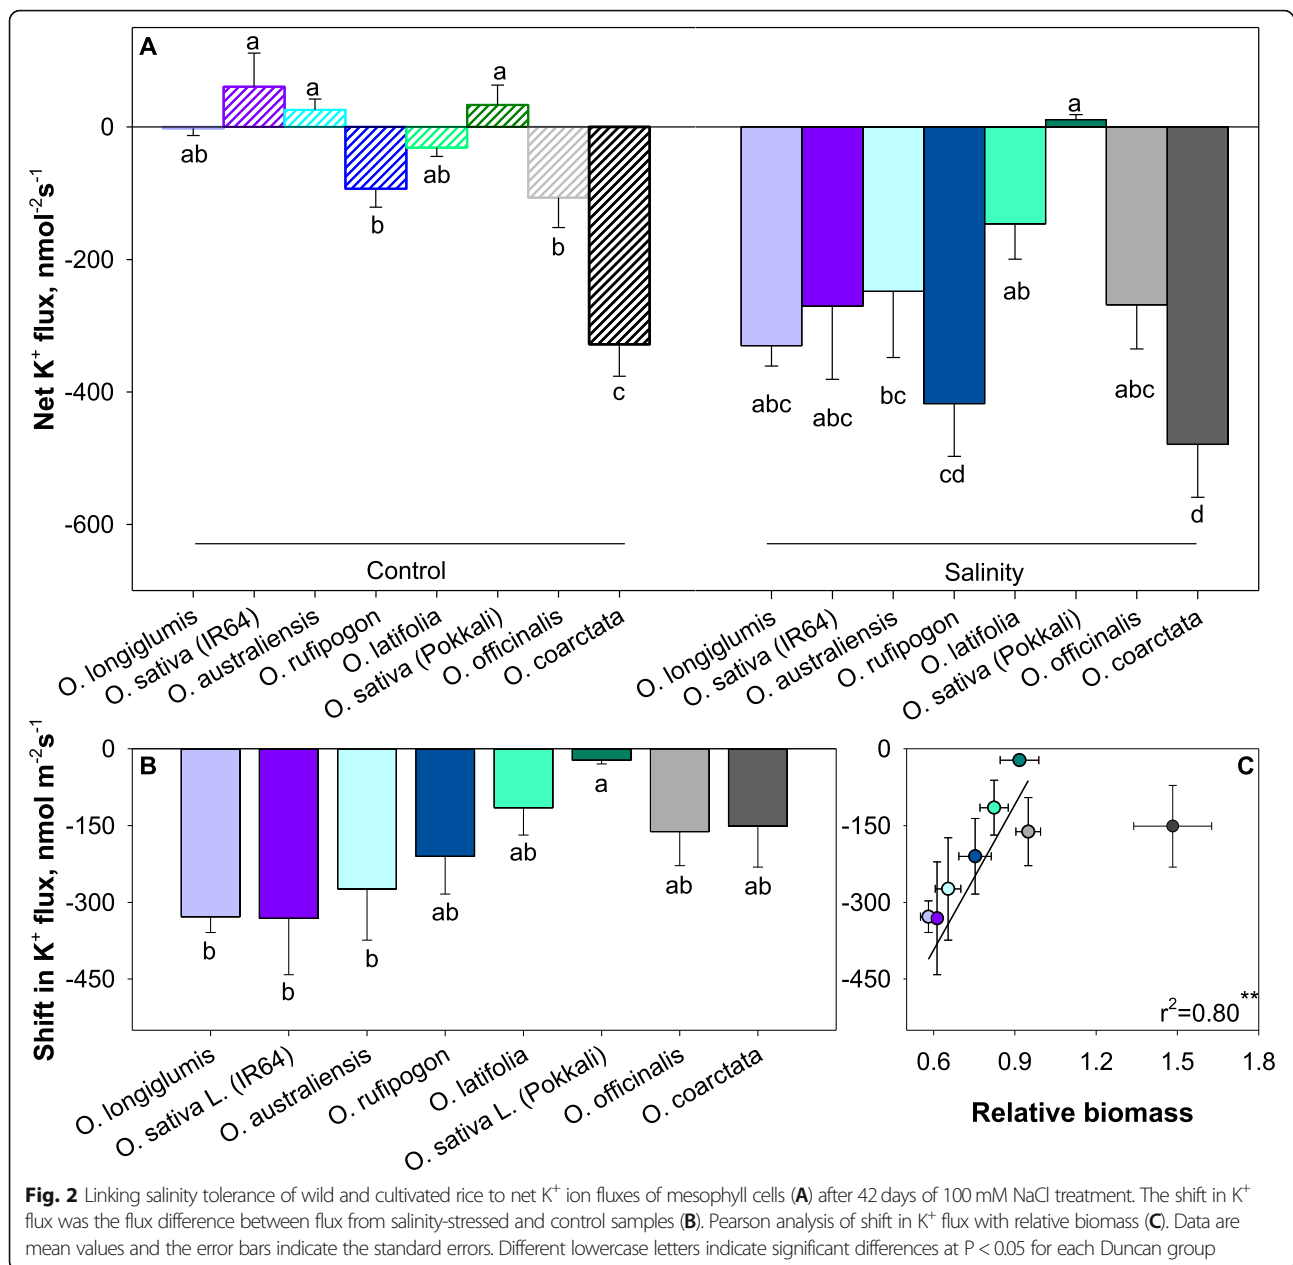 A
a
a
a
ab
ab
b
b
c
a
ab
abc
abc
bc
abc
cd
d
0
-200
-400
-600
Net K⁺ flux, nmol⁻²s⁻¹
Control
Salinity
O. longiglumis
O. sativa (IR64)
O. australiensis
O. rufipogon
O. latifolia
O. sativa (Pokkali)
O. officinalis
O. coarctata
O. longiglumis
O. sativa (IR64)
O. australiensis
O. rufipogon
O. latifolia
O. sativa (Pokkali)
O. officinalis
O. coarctata
B
0
-150
-300
-450
Shift in K⁺ flux, nmol m⁻²s⁻¹
b
b
b
ab
ab
a
ab
ab
O. longiglumis
O. sativa L. (IR64)
O. australiensis
O. rufipogon
O. latifolia
O. sativa L. (Pokkali)
O. officinalis
O. coarctata
C
0
-150
-300
-450
r²=0.80**
0.6 0.9 1.2 1.5 1.8
Relative biomass
Fig. 2 Linking salinity tolerance of wild and cultivated rice to net K⁺ ion fluxes of mesophyll cells (A) after 42 days of 100 mM NaCl treatment. The shift in K⁺
flux was the flux difference between flux from salinity-stressed and control samples (B). Pearson analysis of shift in K⁺ flux with relative biomass (C). Data are
mean values and the error bars indicate the standard errors. Different lowercase letters indicate significant differences at P < 0.05 for each Duncan group